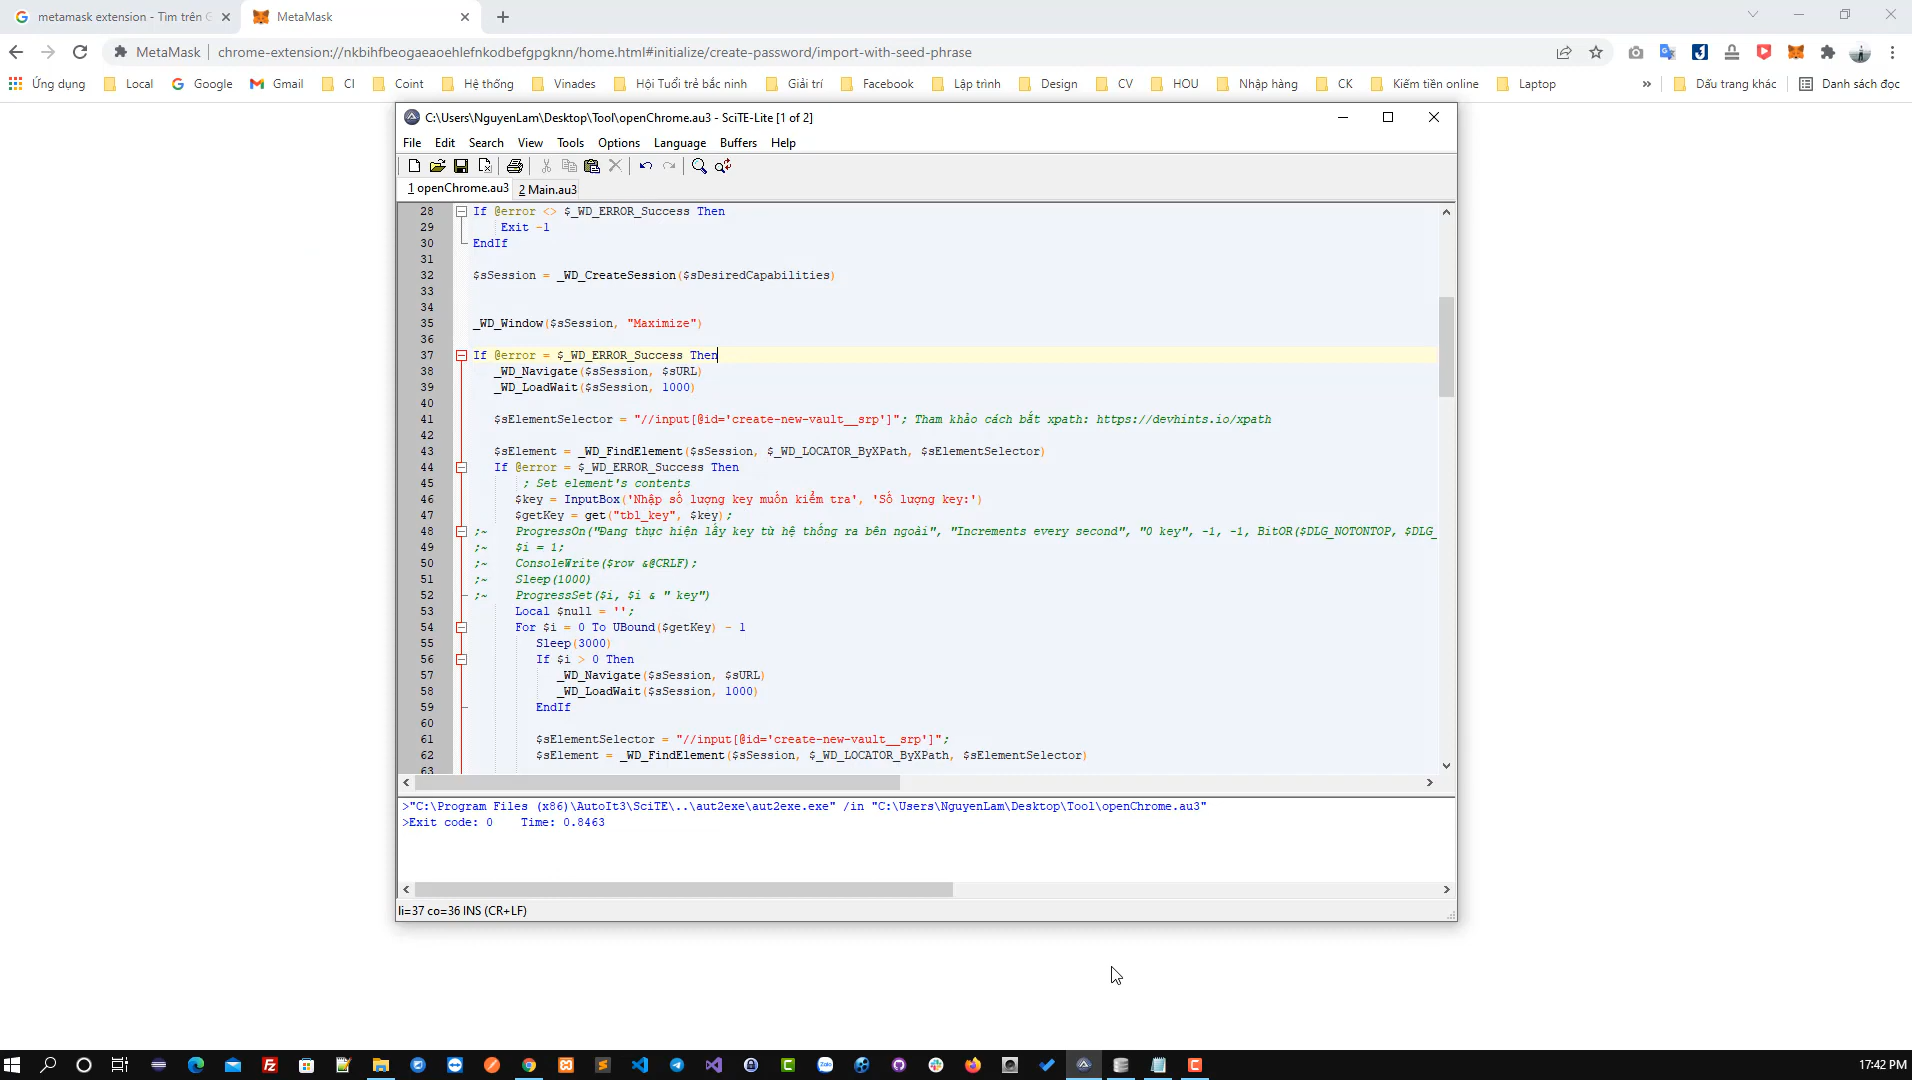 metamask extension - Tìm trên G
MetaMask
MetaMask
chrome-extension://nkbihfbeogaeaoehlefnkodbefgpgknn/home.html#initialize/create-password/import-with-seed-phrase
Ứng dụng
Local
Google
Gmail
CI
Coint
Hệ thống
Vinades
Hội Tuổi trẻ bắc ninh
Giải trí
Facebook
Lập trình
Design
CV
HOU
Nhập hàng
CK
Kiếm tiền online
Laptop
»
Dấu trang khác
Danh sách đọc
C:\Users\NguyenLam\Desktop\Tool\openChrome.au3 - SciTE-Lite [1 of 2]
File Edit Search View Tools Options Language Buffers Help
1 openChrome.au3 2 Main.au3
28 If @error <> $_WD_ERROR_Success Then
29 Exit -1
30 EndIf
31
32 $sSession = _WD_CreateSession($sDesiredCapabilities)
33
34
35 _WD_Window($sSession, "Maximize")
36
37 If @error = $_WD_ERROR_Success Then
38 _WD_Navigate($sSession, $sURL)
39 _WD_LoadWait($sSession, 1000)
40
41 $sElementSelector = "//input[@id='create-new-vault__srp']"; Tham khảo cách bắt xpath: https://devhints.io/xpath
42
43 $sElement = _WD_FindElement($sSession, $_WD_LOCATOR_ByXPath, $sElementSelector)
44 If @error = $_WD_ERROR_Success Then
45 ; Set element's contents
46 $key = InputBox('Nhập số lượng key muốn kiểm tra', 'Số lượng key:')
47 $getKey = get("tbl_key", $key);
48 ;~ ProgressOn("Đang thực hiện lấy key từ hệ thống ra bên ngoài", "Increments every second", "0 key", -1, -1, BitOR($DLG_NOTONTOP, $DLG_
49 ;~ $i = 1;
50 ;~ ConsoleWrite($row &@CRLF);
51 ;~ Sleep(1000)
52 ;~ ProgressSet($i, $i & " key")
53 Local $null = '';
54 For $i = 0 To UBound($getKey) - 1
55 Sleep(3000)
56 If $i > 0 Then
57 _WD_Navigate($sSession, $sURL)
58 _WD_LoadWait($sSession, 1000)
59 EndIf
60
61 $sElementSelector = "//input[@id='create-new-vault__srp']";
62 $sElement = _WD_FindElement($sSession, $_WD_LOCATOR_ByXPath, $sElementSelector)
63
>"C:\Program Files (x86)\AutoIt3\SciTE\..\aut2exe\aut2exe.exe" /in "C:\Users\NguyenLam\Desktop\Tool\openChrome.au3"
>Exit code: 0 Time: 0.8463
li=37 co=36 INS (CR+LF)
17:42 PM